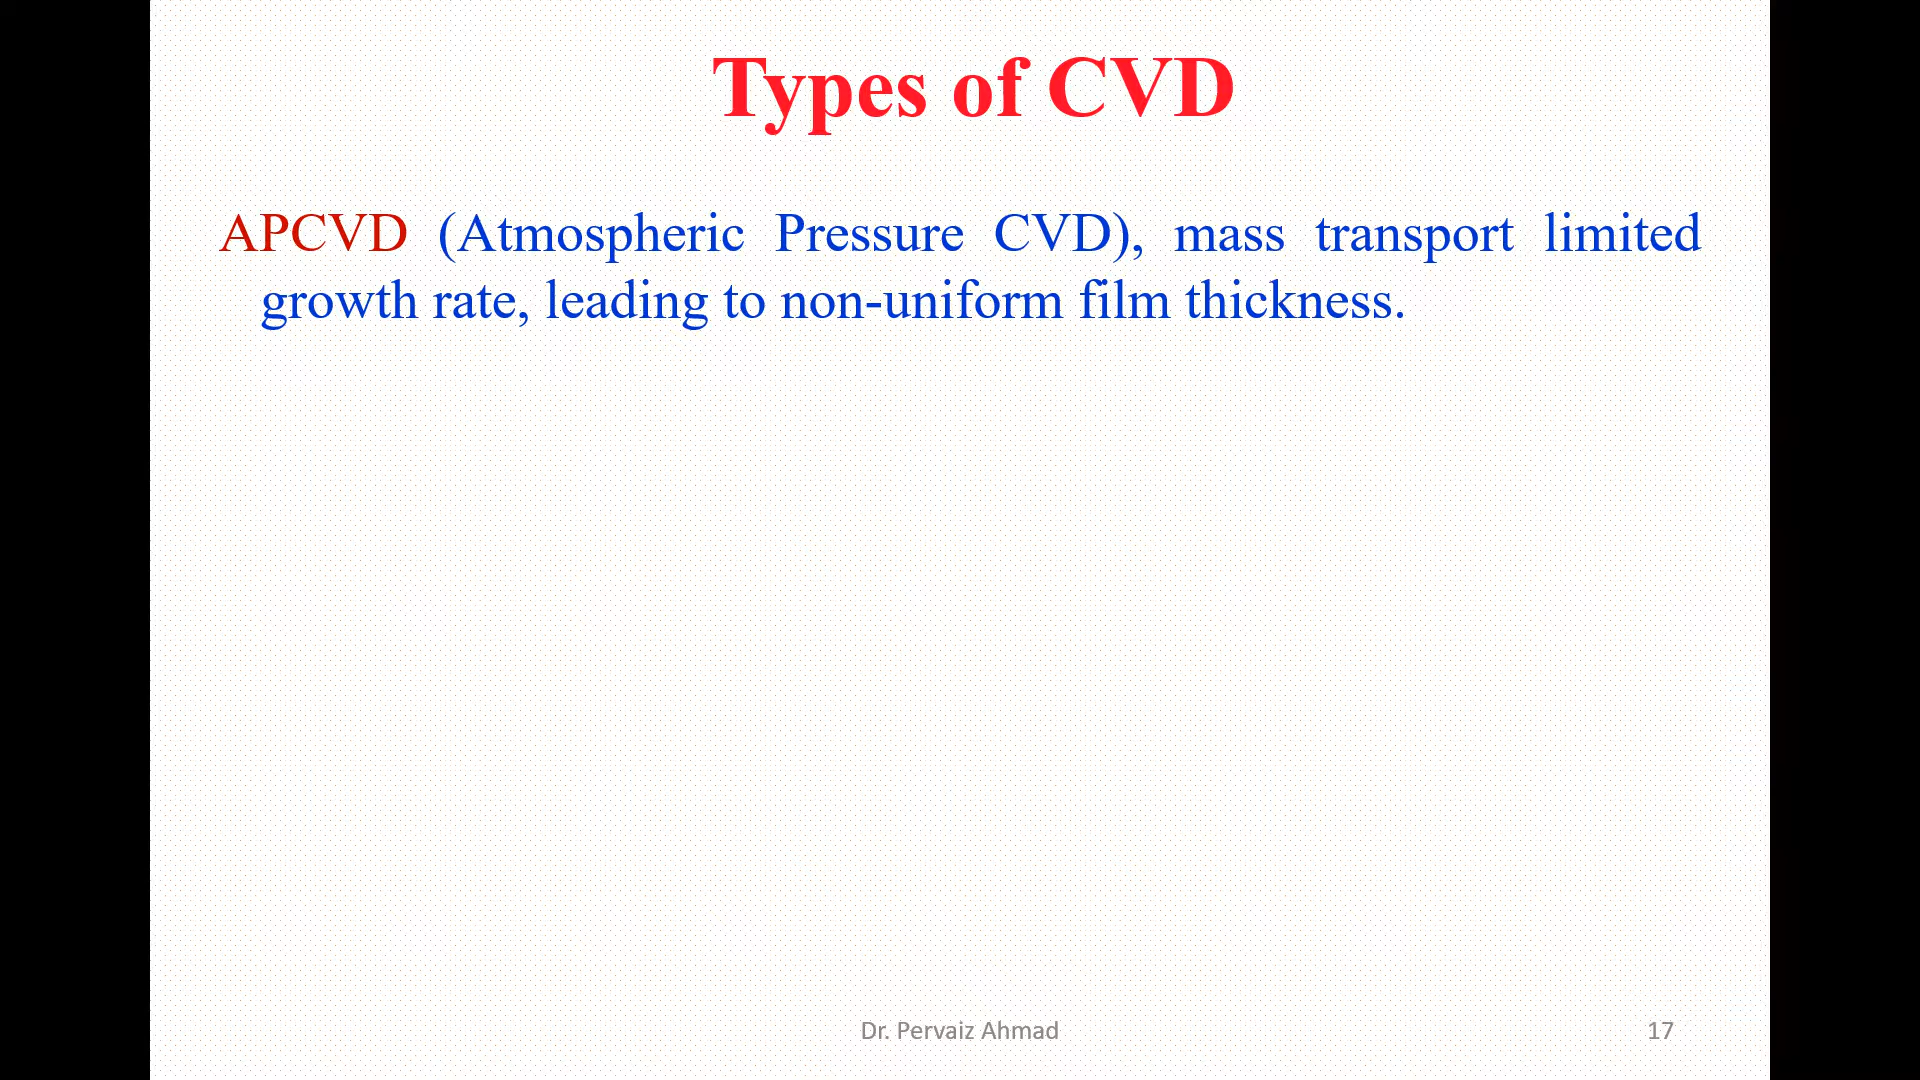 Types of CVD
APCVD (Atmospheric Pressure CVD), mass transport limited
growth rate, leading to non-uniform film thickness.
Dr. Pervaiz Ahmad
17